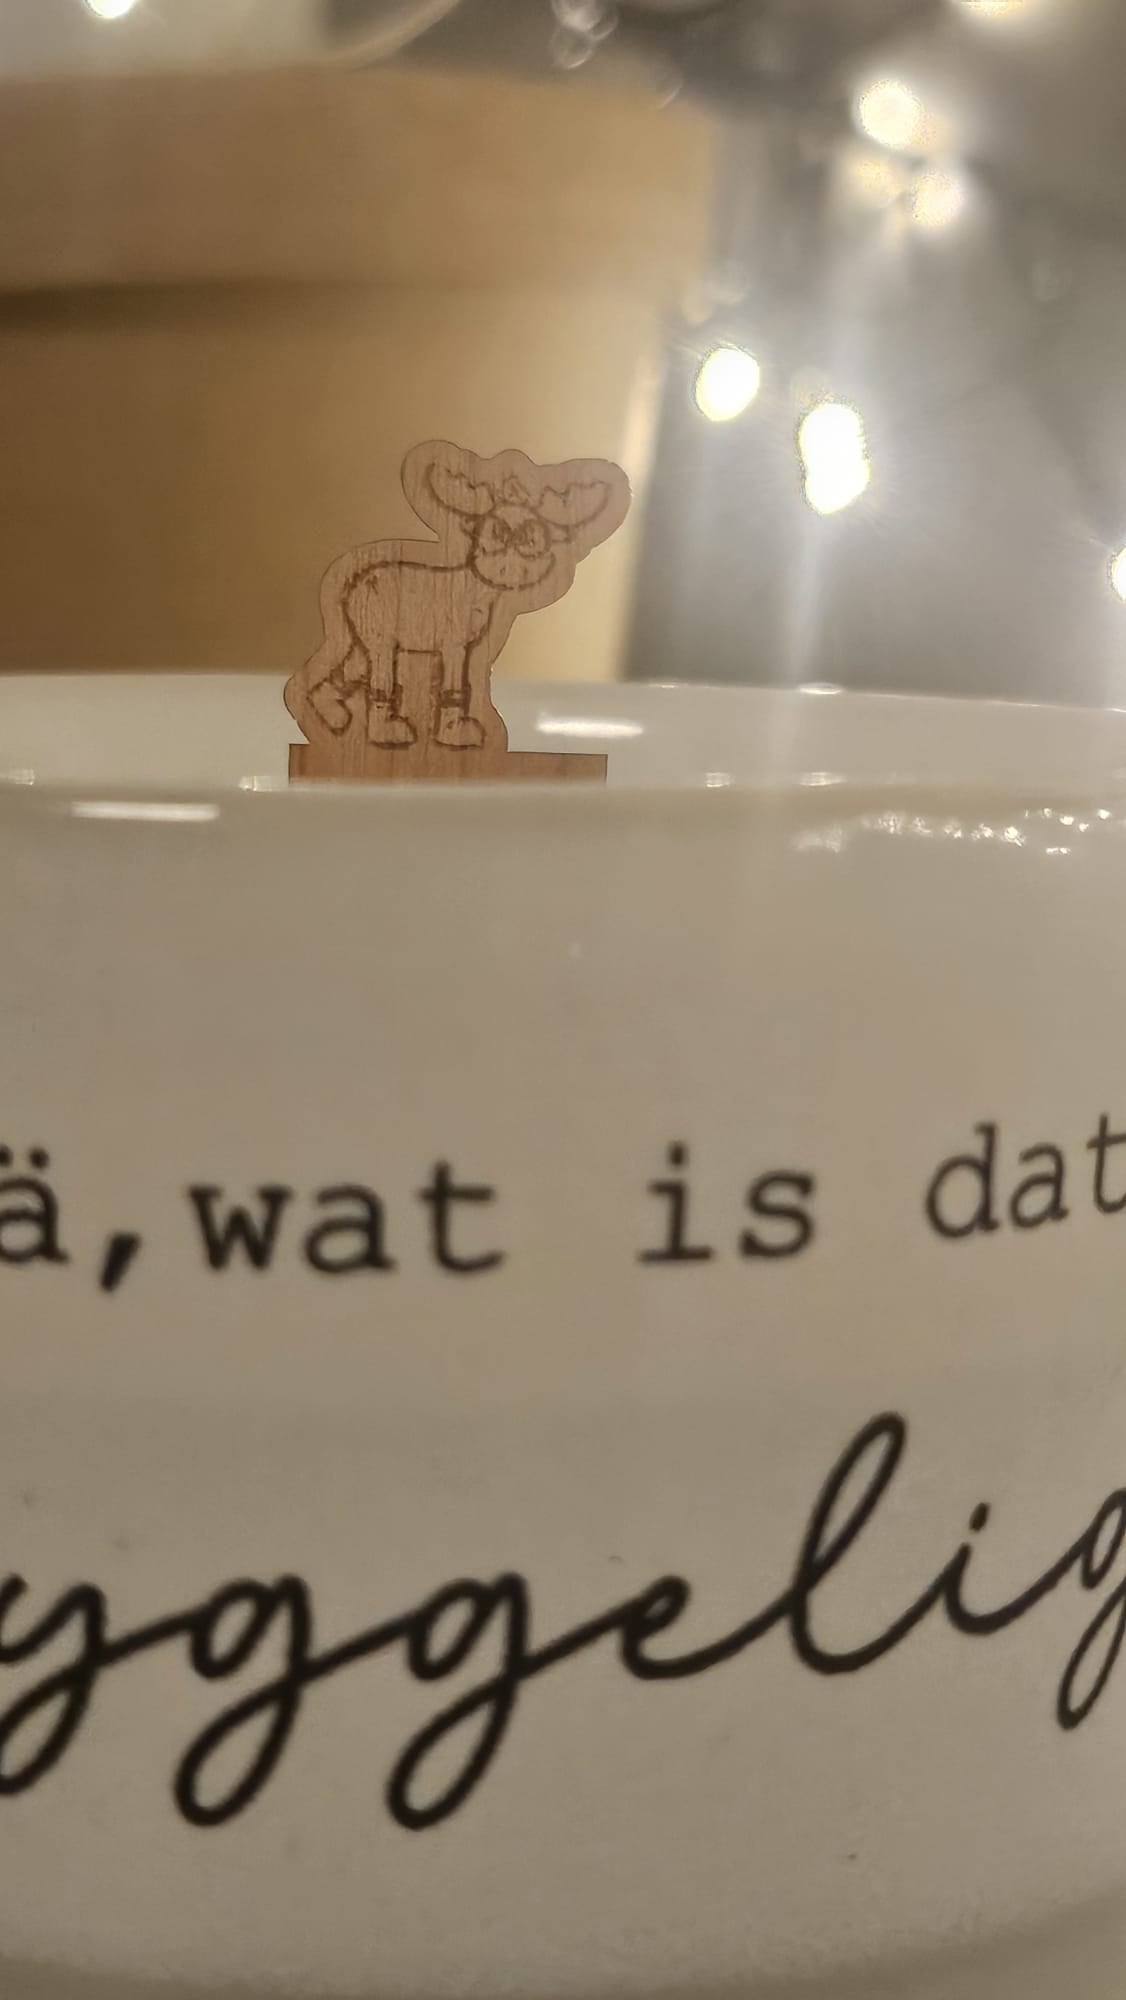 ä, wat is dat
yggelig